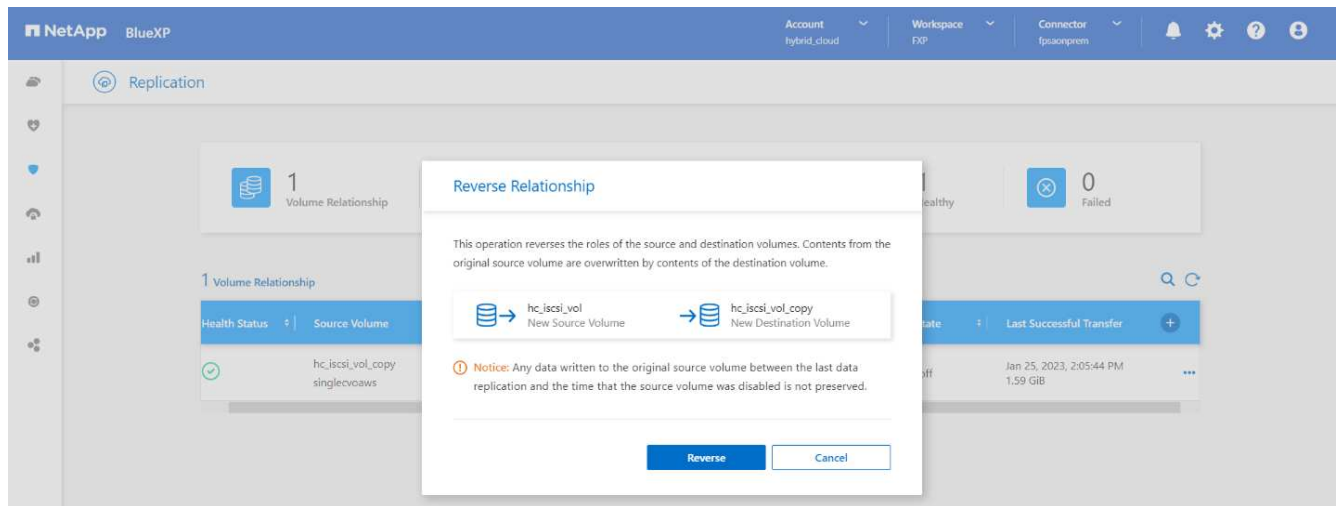 NetApp BlueXP
Account
hybrid_cloud
Workspace
FXP
Connector
fpsaonprem
Replication
1
Volume Relationship
ealthy
0
Failed
Reverse Relationship
This operation reverses the roles of the source and destination volumes. Contents from the
original source volume are overwritten by contents of the destination volume.
hc_iscsi_vol
New Source Volume
hc_iscsi_vol_copy
New Destination Volume
Notice: Any data written to the original source volume between the last data
replication and the time that the source volume was disabled is not preserved.
Reverse
Cancel
1 Volume Relationship
Health Status
Source Volume
tate
Last Successful Transfer
hc_iscsi_vol_copy
singlecvoaws
off
Jan 25, 2023, 2:05:44 PM
1.59 GiB